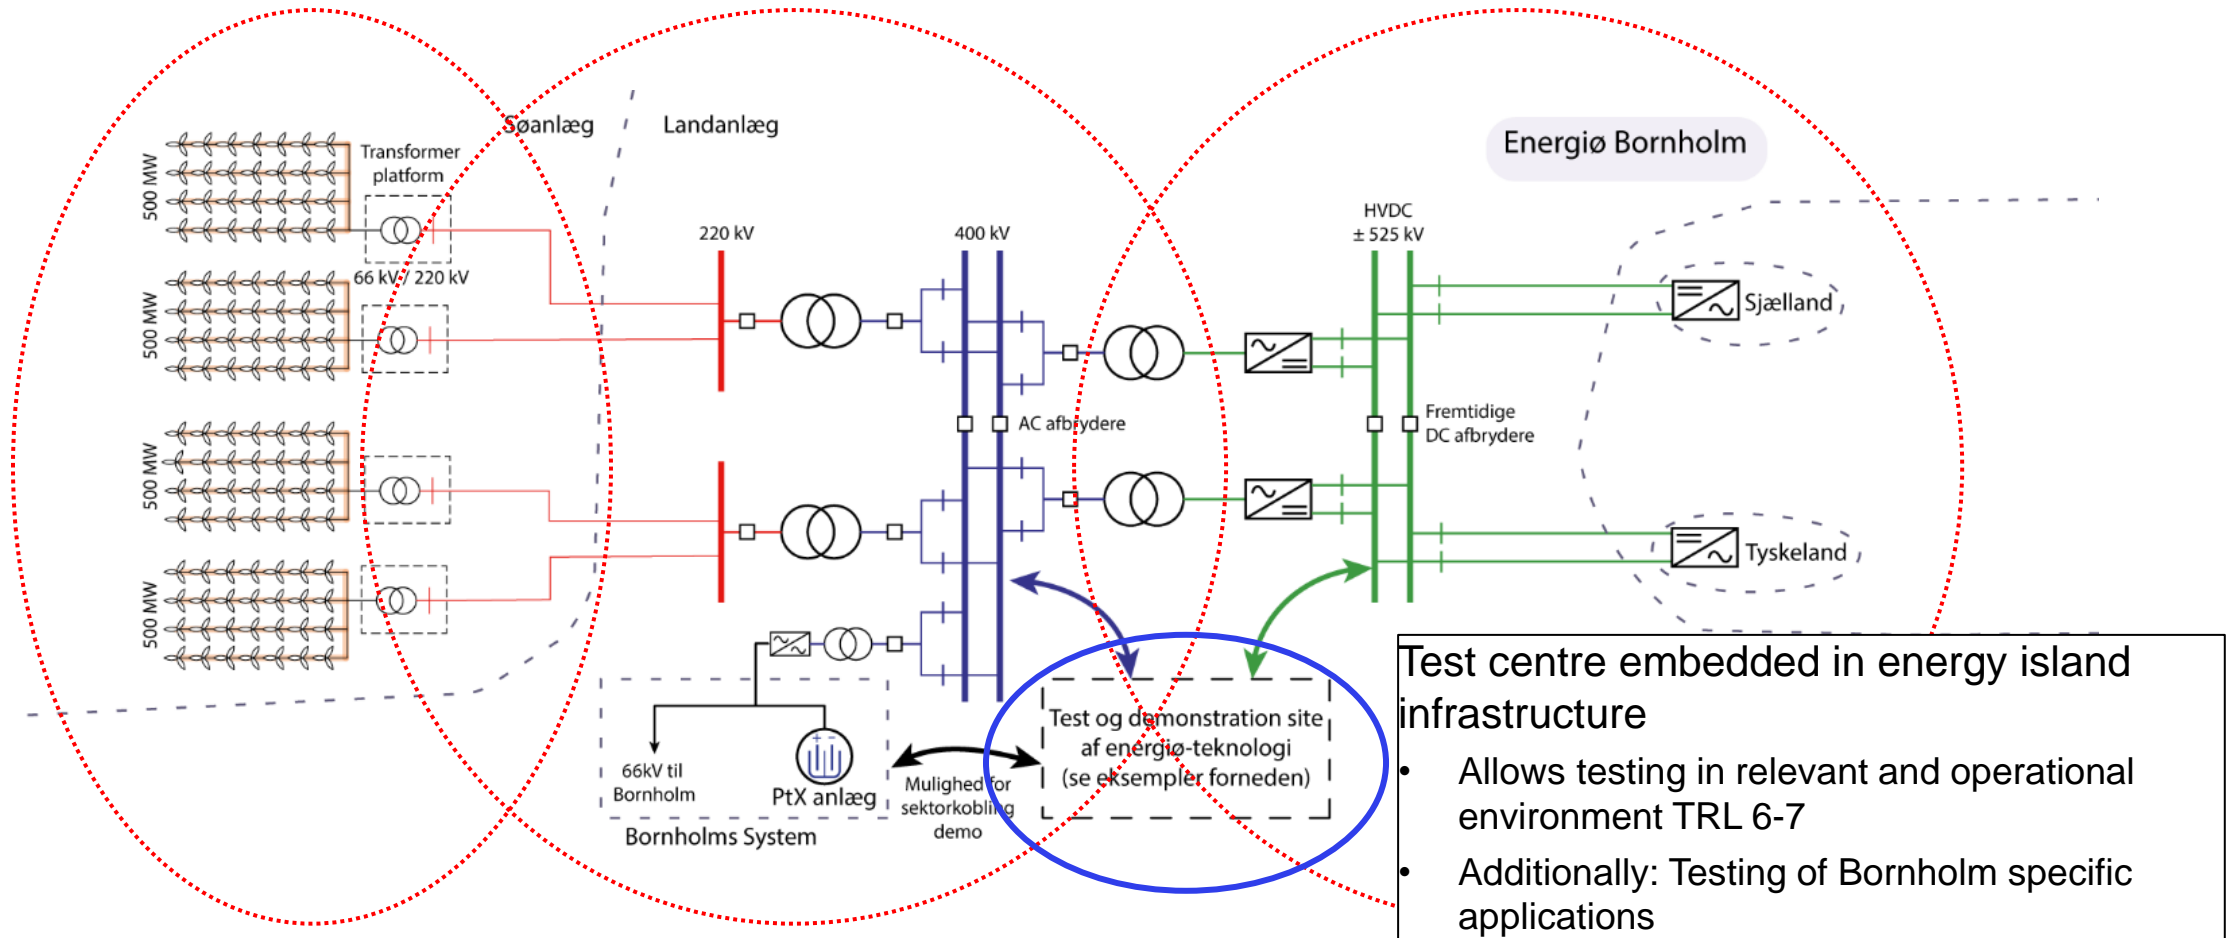 Søanlæg
Landanlæg
Energiø Bornholm
500 MW
Transformer
platform
66 kV / 220 kV
500 MW
500 MW
500 MW
220 kV
400 kV
HVDC
± 525 kV
Sjælland
AC afbrydere
Fremtidige
DC afbrydere
Tyskeland
66kV til
Bornholm
PtX anlæg
Bornholms System
Mulighed for
sektorkobling
demo
Test og demonstration site
af energiø-teknologi
(se eksempler forneden)
Test centre embedded in energy island
infrastructure
• Allows testing in relevant and operational
environment TRL 6-7
• Additionally: Testing of Bornholm specific
applications